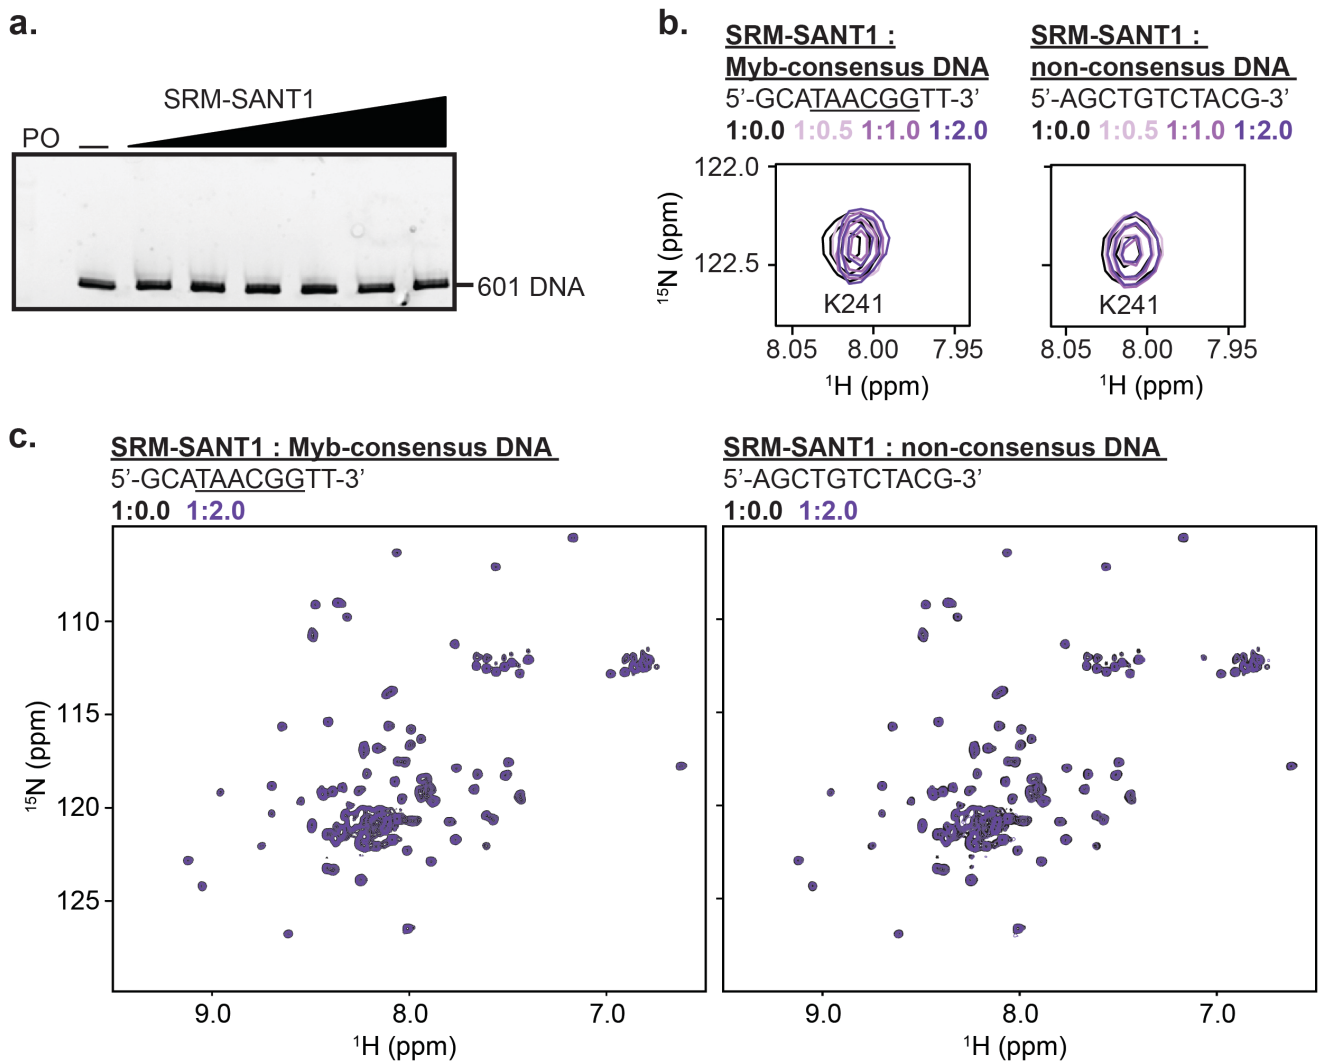 a.
SRM-SANT1
PO
601 DNA
b.
SRM-SANT1 :
Myb-consensus DNA
5’-GCATAACGGTT-3’
1:0.0 1:0.5 1:1.0 1:2.0
SRM-SANT1 :
non-consensus DNA
5’-AGCTGTCTACG-3’
1:0.0 1:0.5 1:1.0 1:2.0
122.0
122.5
15N (ppm)
K241
8.05 8.00 7.95
1H (ppm)
K241
8.05 8.00 7.95
1H (ppm)
c.
SRM-SANT1 : Myb-consensus DNA
5’-GCATAACGGTT-3’
1:0.0 1:2.0
SRM-SANT1 : non-consensus DNA
5’-AGCTGTCTACG-3’
1:0.0 1:2.0
110
115
120
125
15N (ppm)
9.0 8.0 7.0
1H (ppm)
9.0 8.0 7.0
1H (ppm)